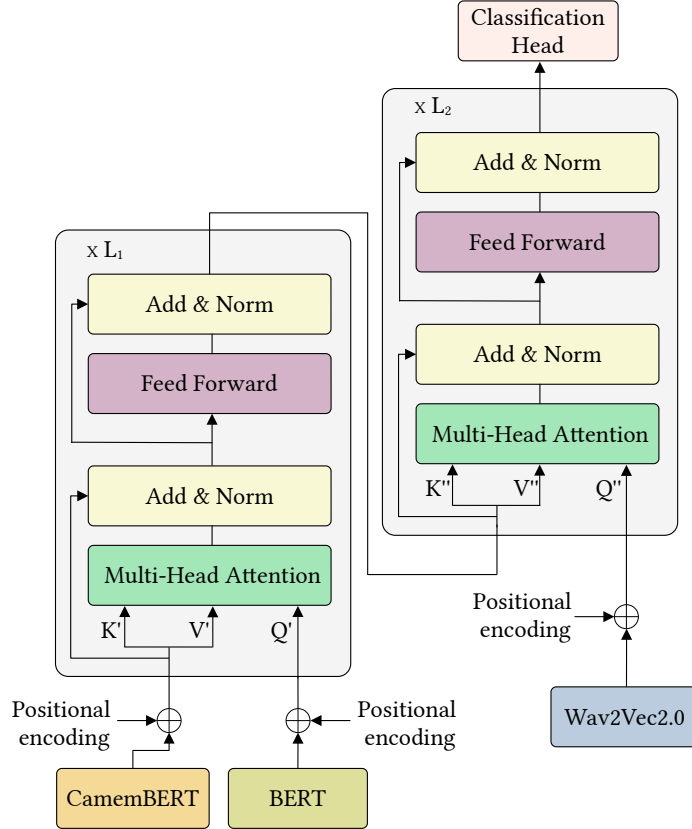 Classification
Head
x L₂
Add & Norm
Feed Forward
Add & Norm
Multi-Head Attention
K''
V''
Q''
Positional
encoding
Wav2Vec2.0
x L₁
Add & Norm
Feed Forward
Add & Norm
Multi-Head Attention
K'
V'
Q'
Positional
encoding
Positional
encoding
CamemBERT
BERT